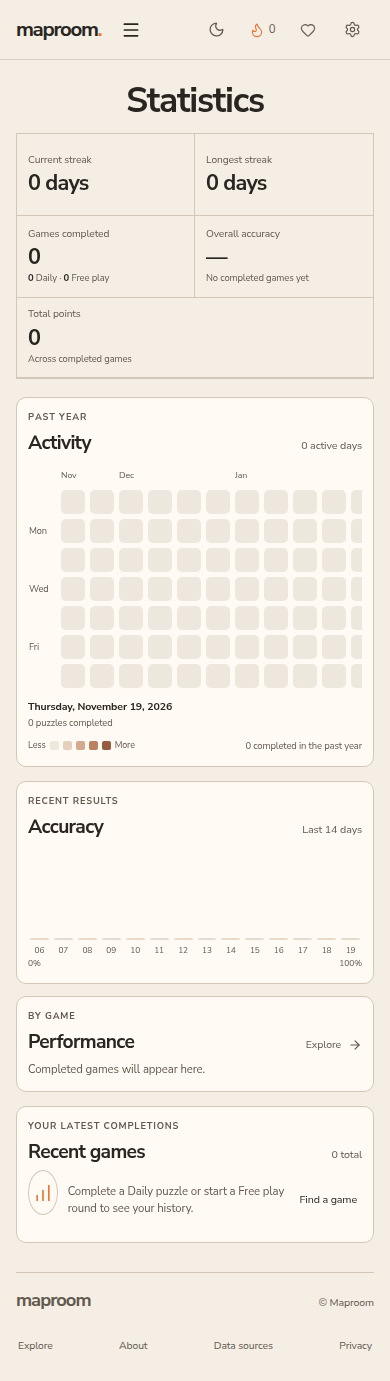 maproom. 0
Statistics
Current streak
0 days
Longest streak
0 days
Games completed
0
0 Daily · 0 Free play
Overall accuracy
—
No completed games yet
Total points
0
Across completed games
PAST YEAR
Activity
0 active days
Nov Dec Jan
Mon
Wed
Fri
Thursday, November 19, 2026
0 puzzles completed
Less More
0 completed in the past year
RECENT RESULTS
Accuracy
Last 14 days
06 07 08 09 10 11 12 13 14 15 16 17 18 19
0% 100%
BY GAME
Performance
Explore
Completed games will appear here.
YOUR LATEST COMPLETIONS
Recent games
0 total
Complete a Daily puzzle or start a Free play
round to see your history.
Find a game
maproom
© Maproom
Explore About Data sources Privacy